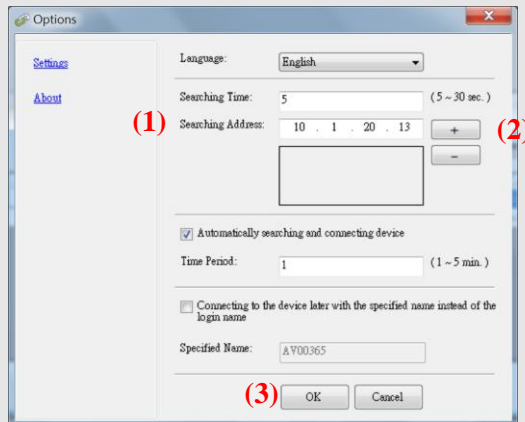 Options
Settings
About
Language: English
Searching Time: 5 ( 5 ~ 30 sec. )
(1) Searching Address: 10 . 1 . 20 . 13 + (2)
–
Automatically searching and connecting device
Time Period: 1 ( 1 ~ 5 min. )
Connecting to the device later with the specified name instead of the
login name
Specified Name: AV00365
(3) OK Cancel